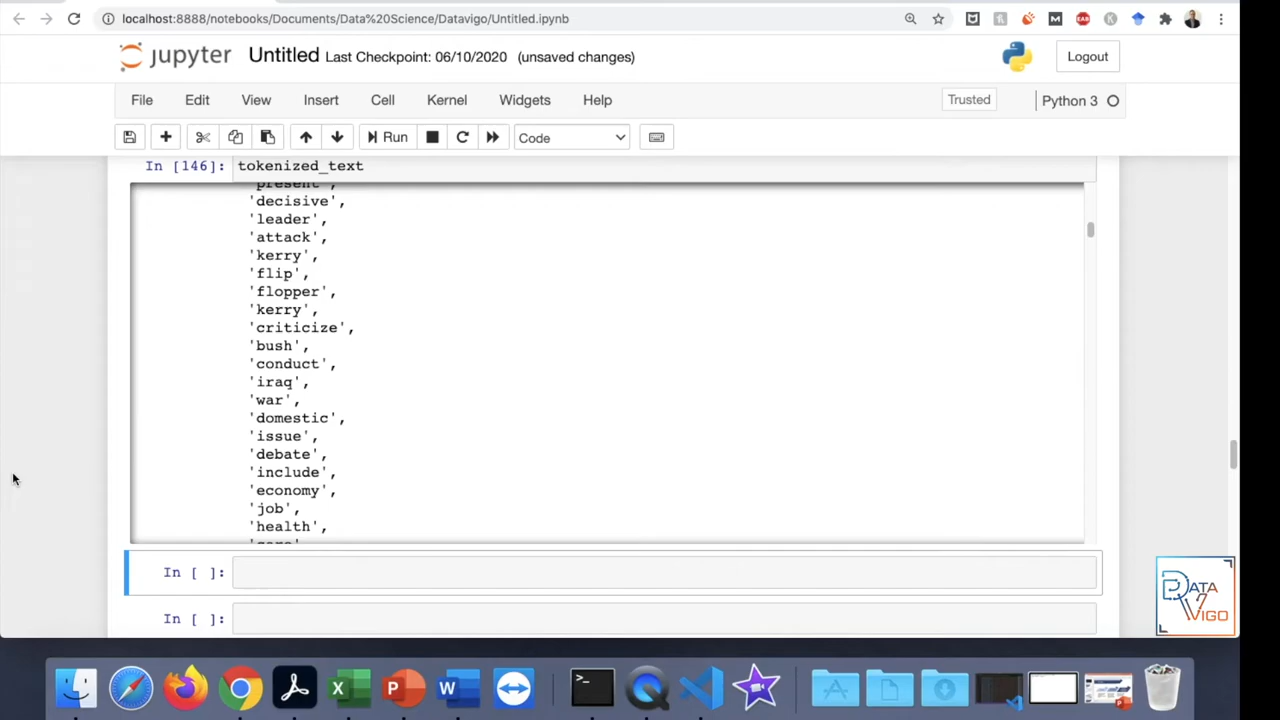 localhost:8888/notebooks/Documents/Data%20Science/Datavigo/Untitled.ipynb
jupyter Untitled Last Checkpoint: 06/10/2020 (unsaved changes) Logout
File Edit View Insert Cell Kernel Widgets Help Trusted Python 3
Run Code
In [146]: tokenized_text
'present',
'decisive',
'leader',
'attack',
'kerry',
'flip',
'flopper',
'kerry',
'criticize',
'bush',
'conduct',
'iraq',
'war',
'domestic',
'issue',
'debate',
'include',
'economy',
'job',
'health',
In [ ]:
In [ ]:
DATA
VIGO